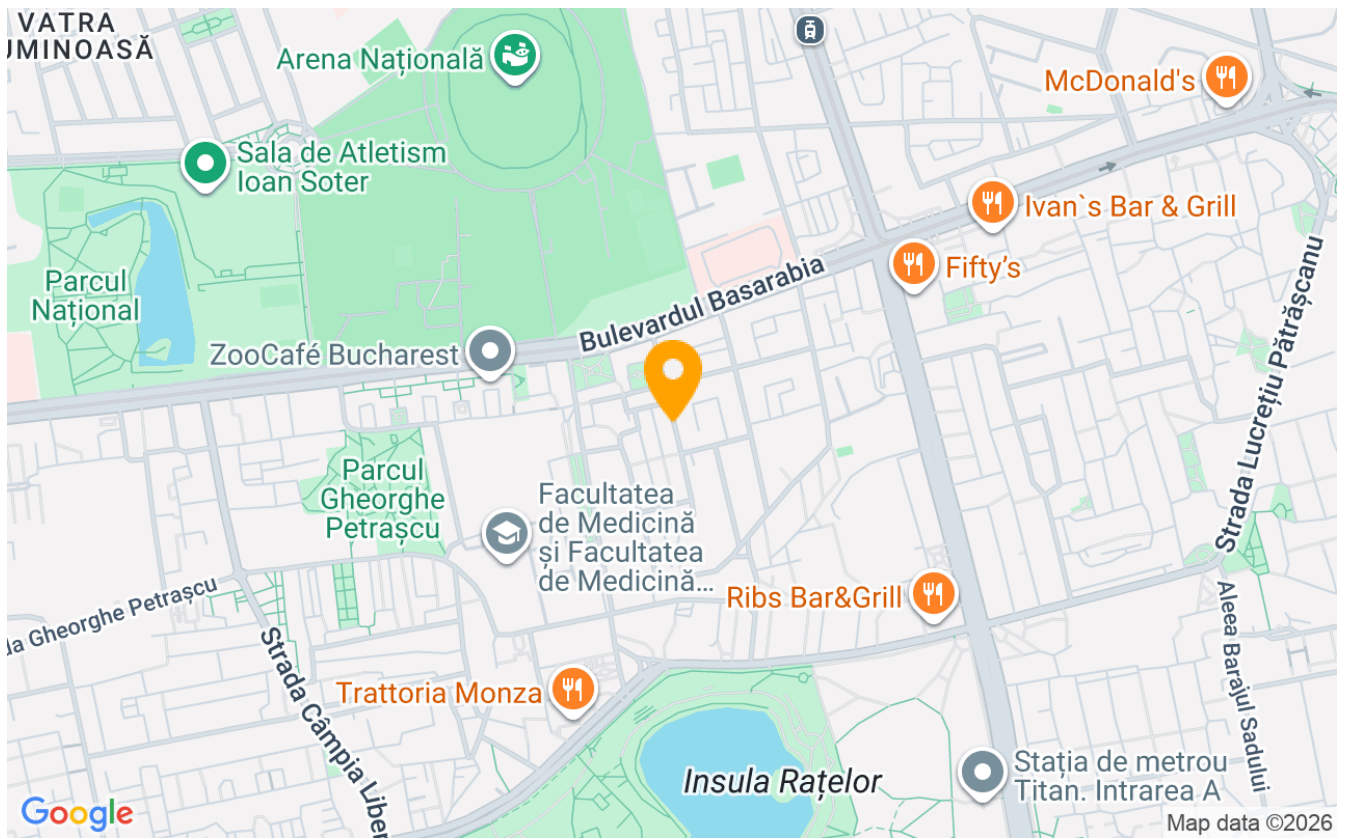 VATRA
UMINOASĂ
Arena Națională
McDonald's
Sala de Atletism
Ioan Soter
Ivan`s Bar & Grill
Parcul
Național
Fifty's
Bulevardul Basarabia
ZooCafé Bucharest
Strada Lucrețiu Pătrășcanu
Parcul
Gheorghe
Petrașcu
Facultatea
de Medicină
și Facultatea
de Medicină...
la Gheorghe Petrașcu
Ribs Bar&Grill
Aleea Barajul Sadului
Strada Câmpia Liber
Trattoria Monza
Insula Rațelor
Stația de metrou
Titan. Intrarea A
Google
Map data ©2026